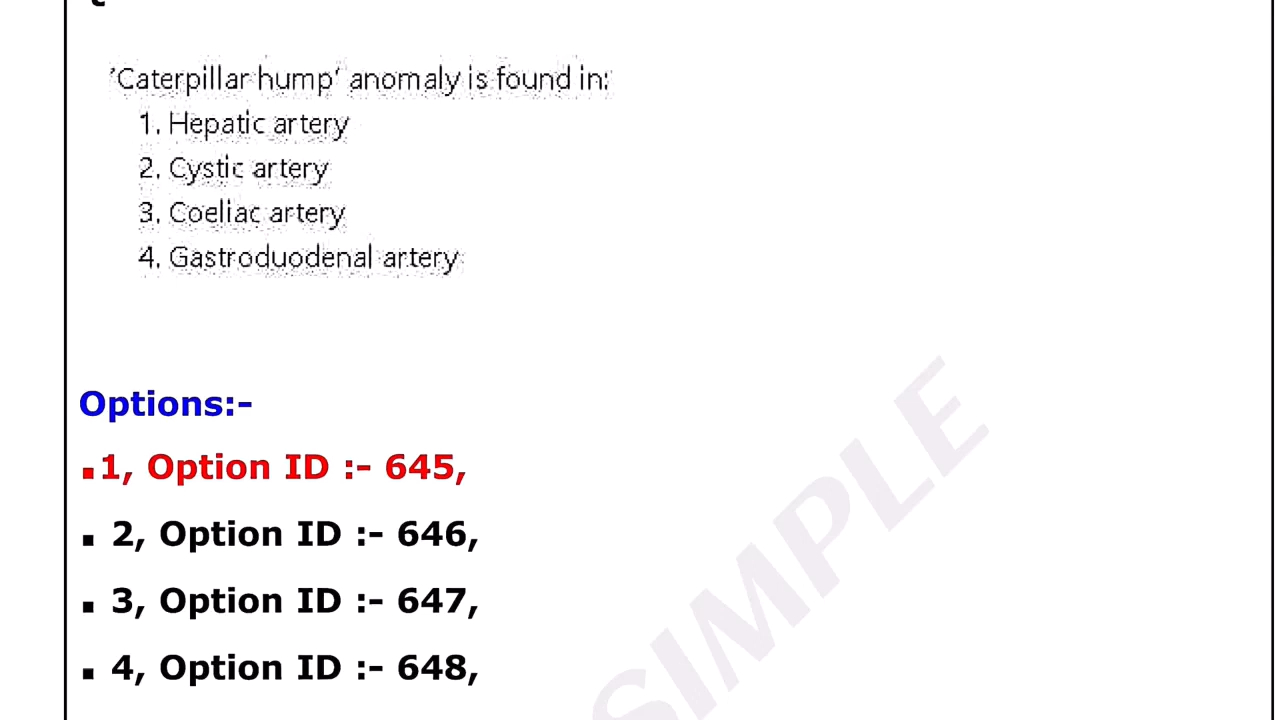 'Caterpillar hump' anomaly is found in:
1. Hepatic artery
2. Cystic artery
3. Coeliac artery
4. Gastroduodenal artery
Options:-
▪1, Option ID :- 645,
▪ 2, Option ID :- 646,
▪ 3, Option ID :- 647,
▪ 4, Option ID :- 648,
SIMPLE